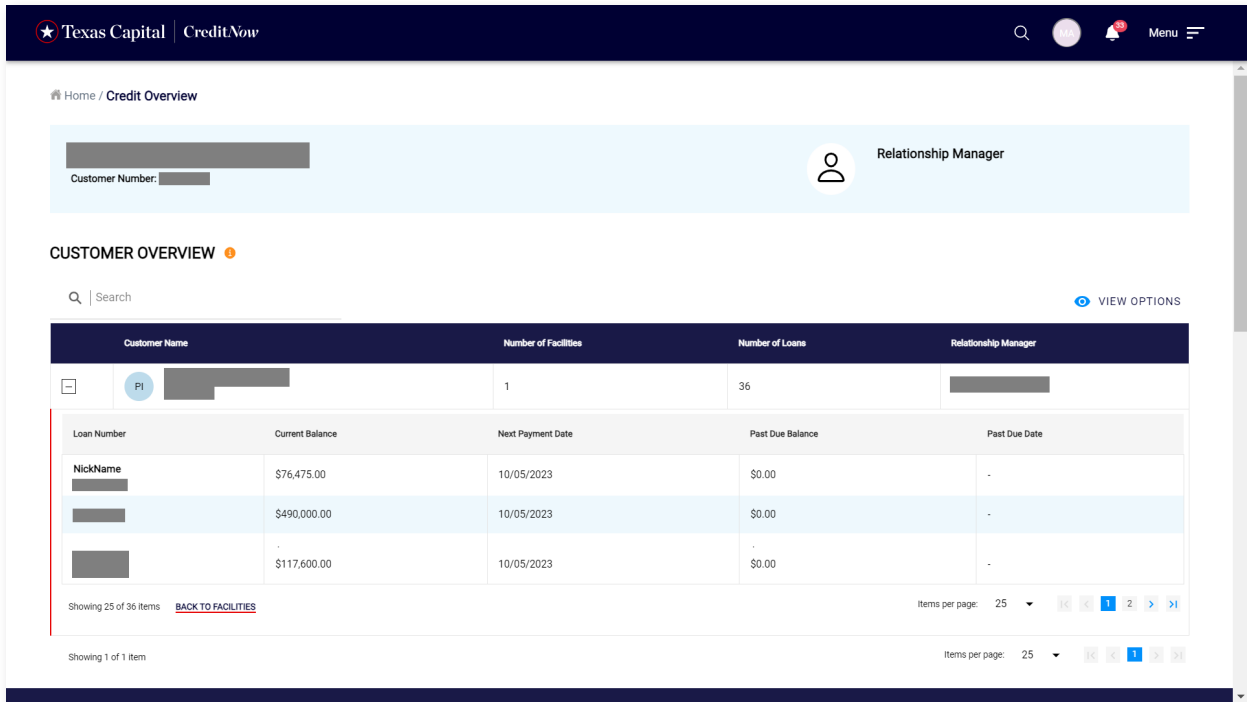 Texas Capital | CreditNow
33
Menu
Home / Credit Overview
Relationship Manager
Customer Number:
CUSTOMER OVERVIEW
Search
VIEW OPTIONS
Customer Name Number of Facilities Number of Loans Relationship Manager
PI 1 36
Loan Number Current Balance Next Payment Date Past Due Balance Past Due Date
NickName
$76,475.00 10/05/2023 $0.00 -
$490,000.00 10/05/2023 $0.00 -
$117,600.00 10/05/2023 $0.00 -
Showing 25 of 36 items BACK TO FACILITIES Items per page: 25 1 2
Showing 1 of 1 item Items per page: 25 1